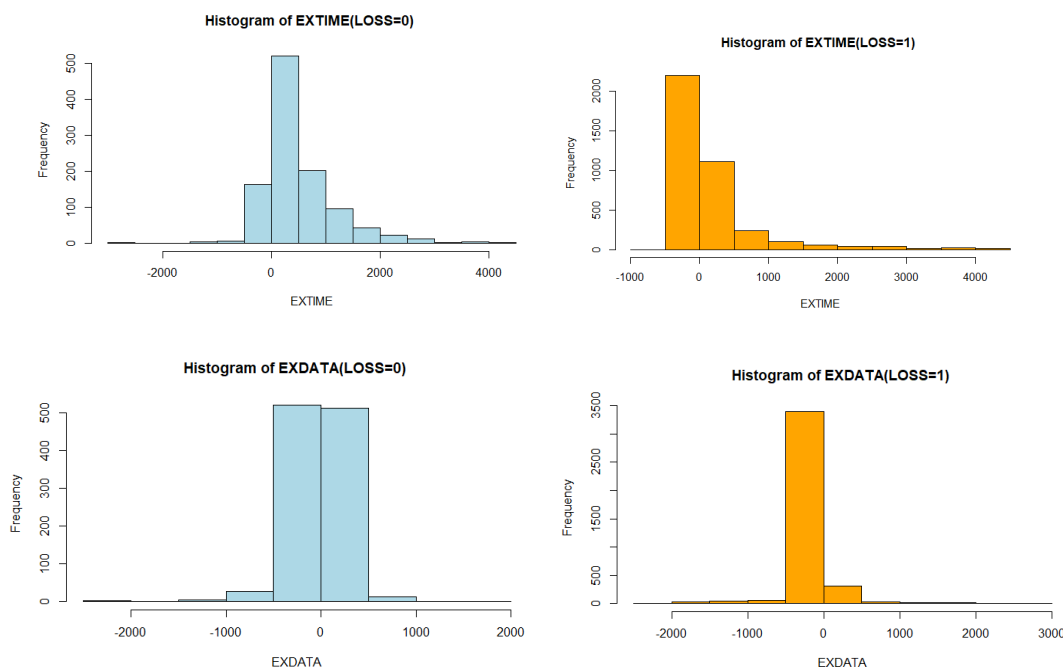 Histogram of EXTIME(LOSS=0)
Frequency
0 100 200 300 400 500
-2000 0 2000 4000
EXTIME
Histogram of EXTIME(LOSS=1)
Frequency
0 500 1000 1500 2000
-1000 0 1000 2000 3000 4000
EXTIME
Histogram of EXDATA(LOSS=0)
Frequency
0 100 200 300 400 500
-2000 -1000 0 1000 2000
EXDATA
Histogram of EXDATA(LOSS=1)
Frequency
0 500 1500 2500 3500
-2000 -1000 0 1000 2000 3000
EXDATA